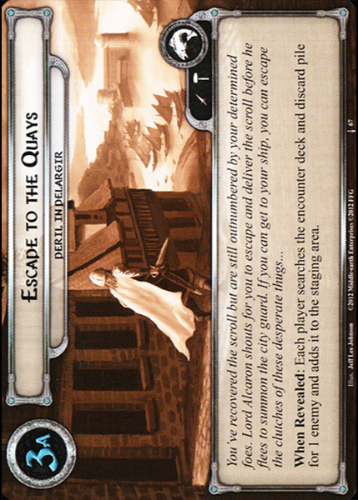 3A
ESCAPE TO THE QUAYS
PERIL IN PELARGIR
You've recovered the scroll but are still outnumbered by your determined
foes. Lord Alcaron shouts for you to escape and deliver the scroll before he
flees to summon the city guard. If you can get to your ship, you can escape
the clutches of these desperate thugs...
When Revealed: Each player searches the encounter deck and discard pile
for 1 enemy and adds it to the staging area.
Illus. Jeff Lee Johnson ©2012 Middle-earth Enterprises ©2012 FFG 67